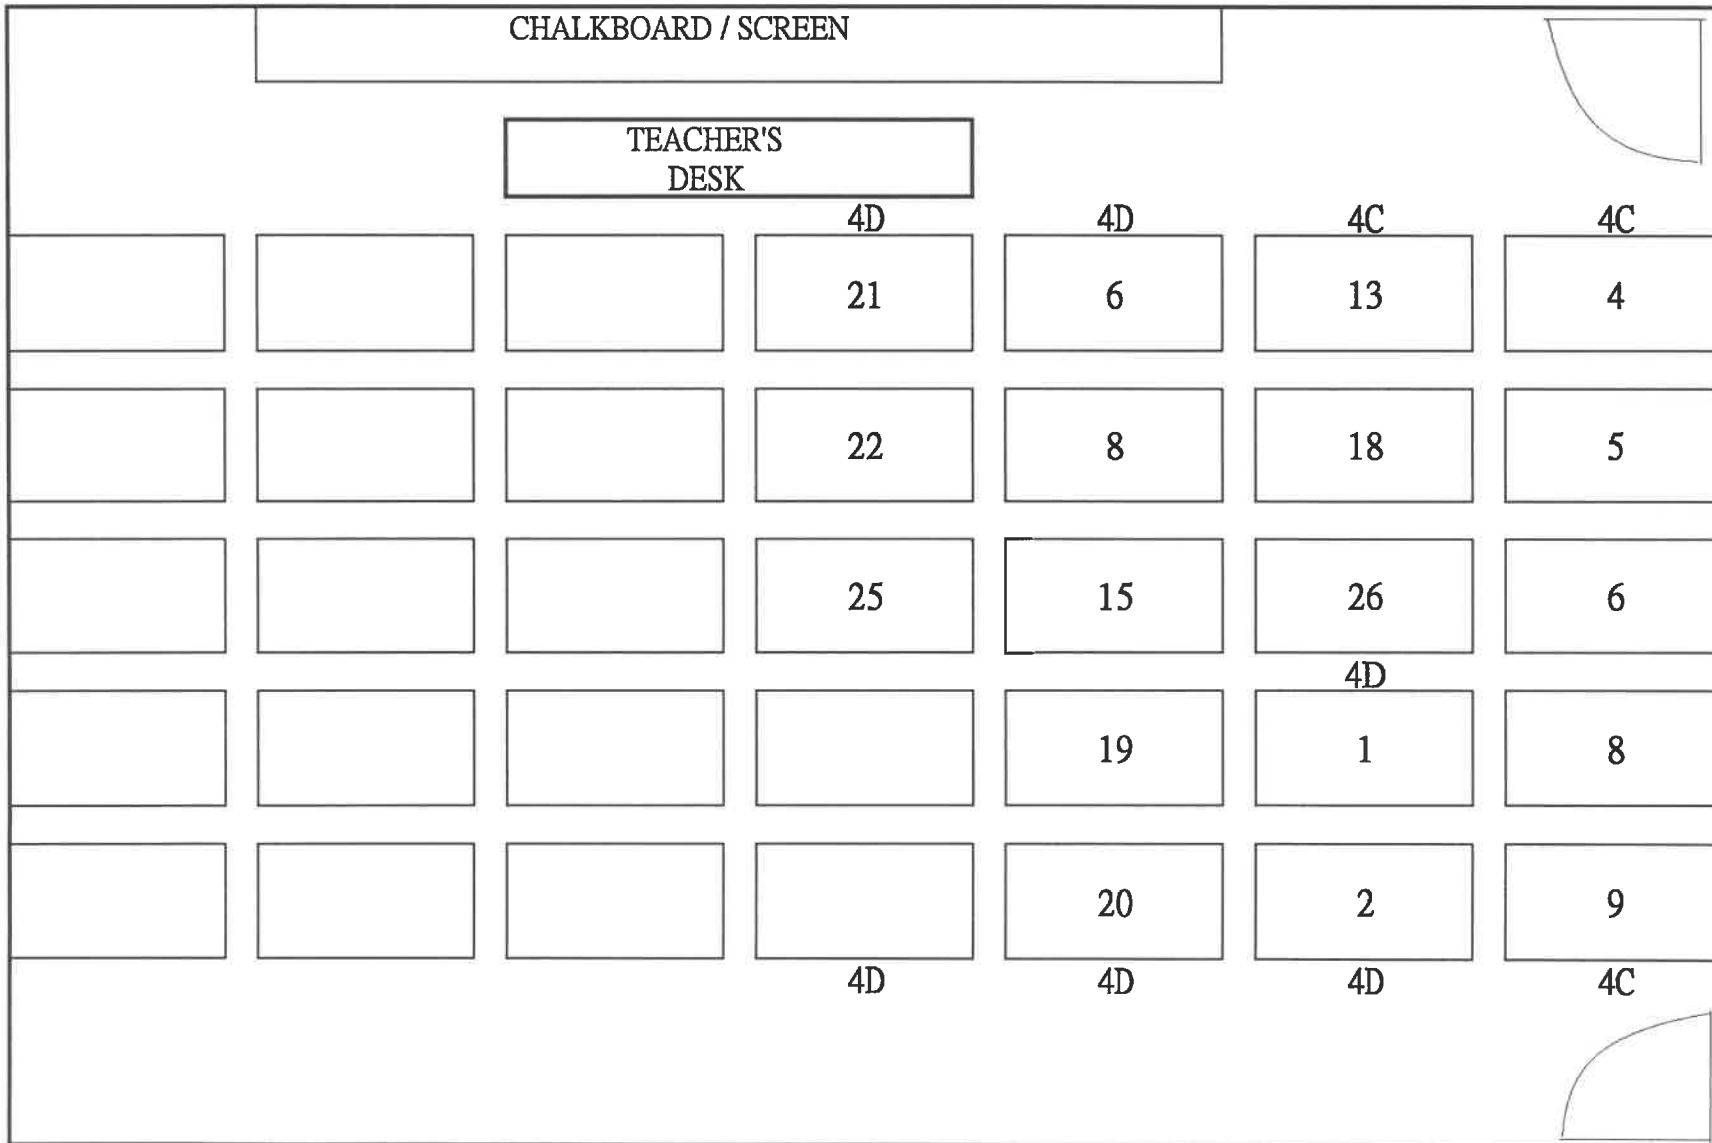 CHALKBOARD / SCREEN
TEACHER'S
DESK
4D 4D 4C 4C
21 6 13 4
22 8 18 5
25 15 26 6
4D
19 1 8
20 2 9
4D 4D 4D 4C